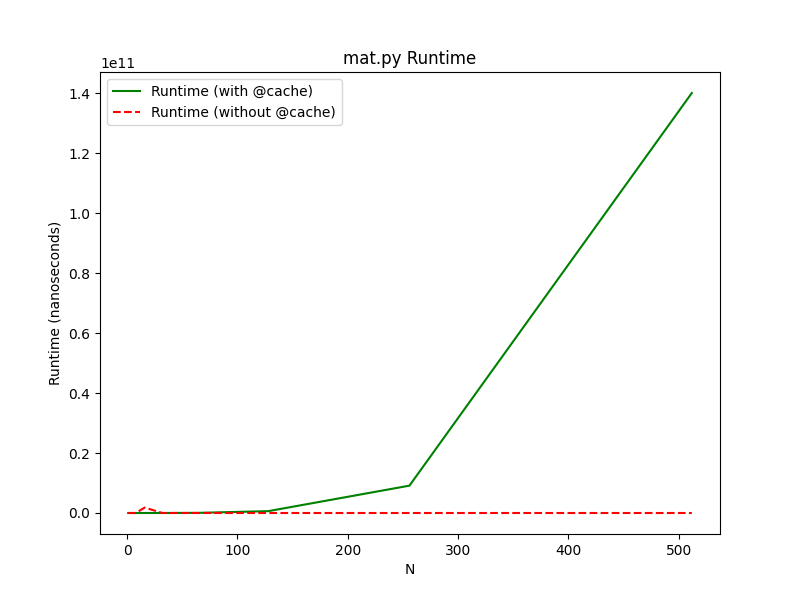 mat.py Runtime
1e11
Runtime (with @cache)
Runtime (without @cache)
1.4
1.2
1.0
0.8
0.6
0.4
0.2
0.0
Runtime (nanoseconds)
0 100 200 300 400 500
N